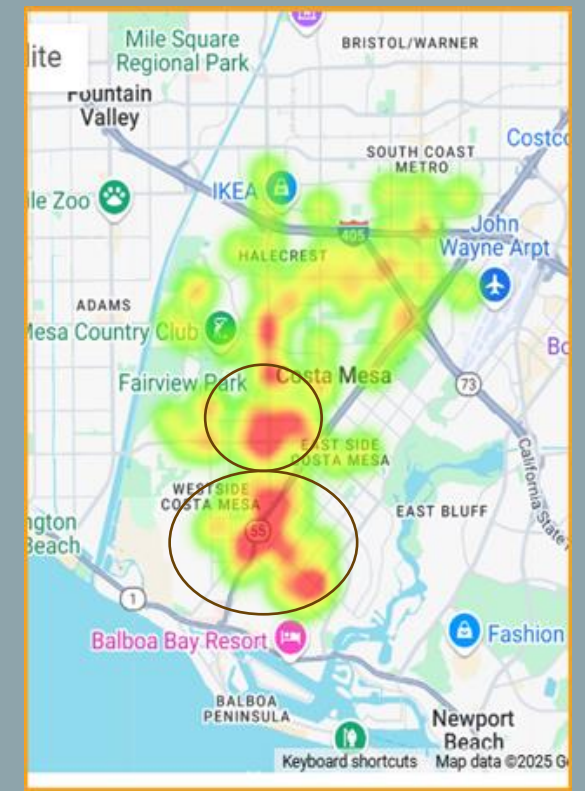 lite
Mile Square
Regional Park
BRISTOL/WARNER
Fountain
Valley
Costco
SOUTH COAST
METRO
IKEA
le Zoo
405
John
Wayne Arpt
HALECREST
ADAMS
Mesa Country Club
Bo
Fairview Park
Costa Mesa
73
EAST SIDE
COSTA MESA
California State
WESTSIDE
COSTA MESA
EAST BLUFF
55
ngton
Beach
1
Fashion
Balboa Bay Resort
BALBOA
PENINSULA
Newport
Beach
Keyboard shortcuts
Map data ©2025 G